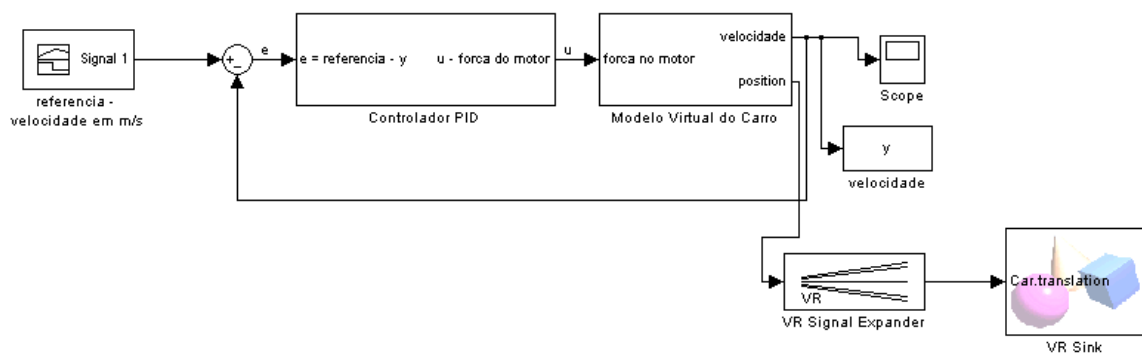 Signal 1
referencia -
velocidade em m/s
+
-
e
e = referencia - y
u - forca do motor
Controlador PID
u
forca no motor
velocidade
position
Modelo Virtual do Carro
Scope
y
velocidade
VR
VR Signal Expander
Car.translation
VR Sink